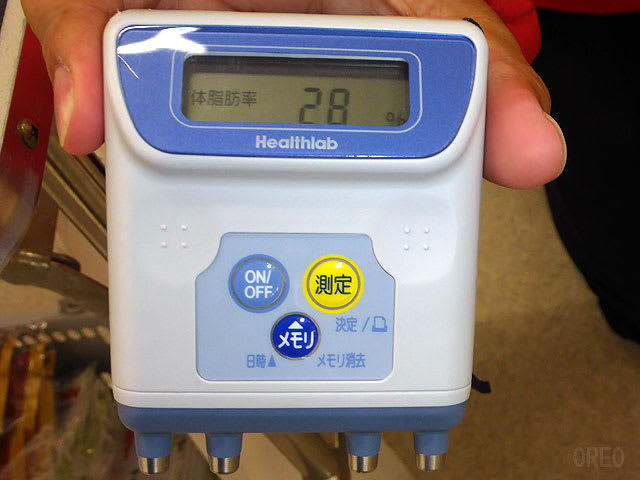 体脂肪率 28 %
Healthlab
ON/
OFF
測定
メモリ
決定/
日時▲
メモリ消去
OREO